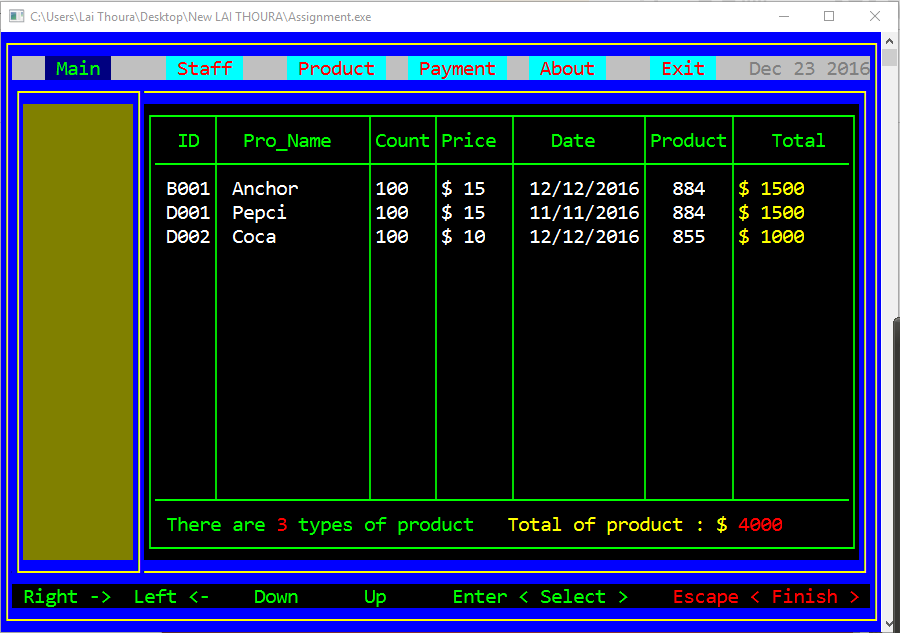 C:\Users\Lai Thoura\Desktop\New LAI THOURA\Assignment.exe
Main Staff Product Payment About Exit Dec 23 2016
ID Pro_Name Count Price Date Product Total
B001 Anchor 100 $ 15 12/12/2016 884 $ 1500
D001 Pepci 100 $ 15 11/11/2016 884 $ 1500
D002 Coca 100 $ 10 12/12/2016 855 $ 1000
There are 3 types of product Total of product : $ 4000
Right -> Left <- Down Up Enter < Select > Escape < Finish >